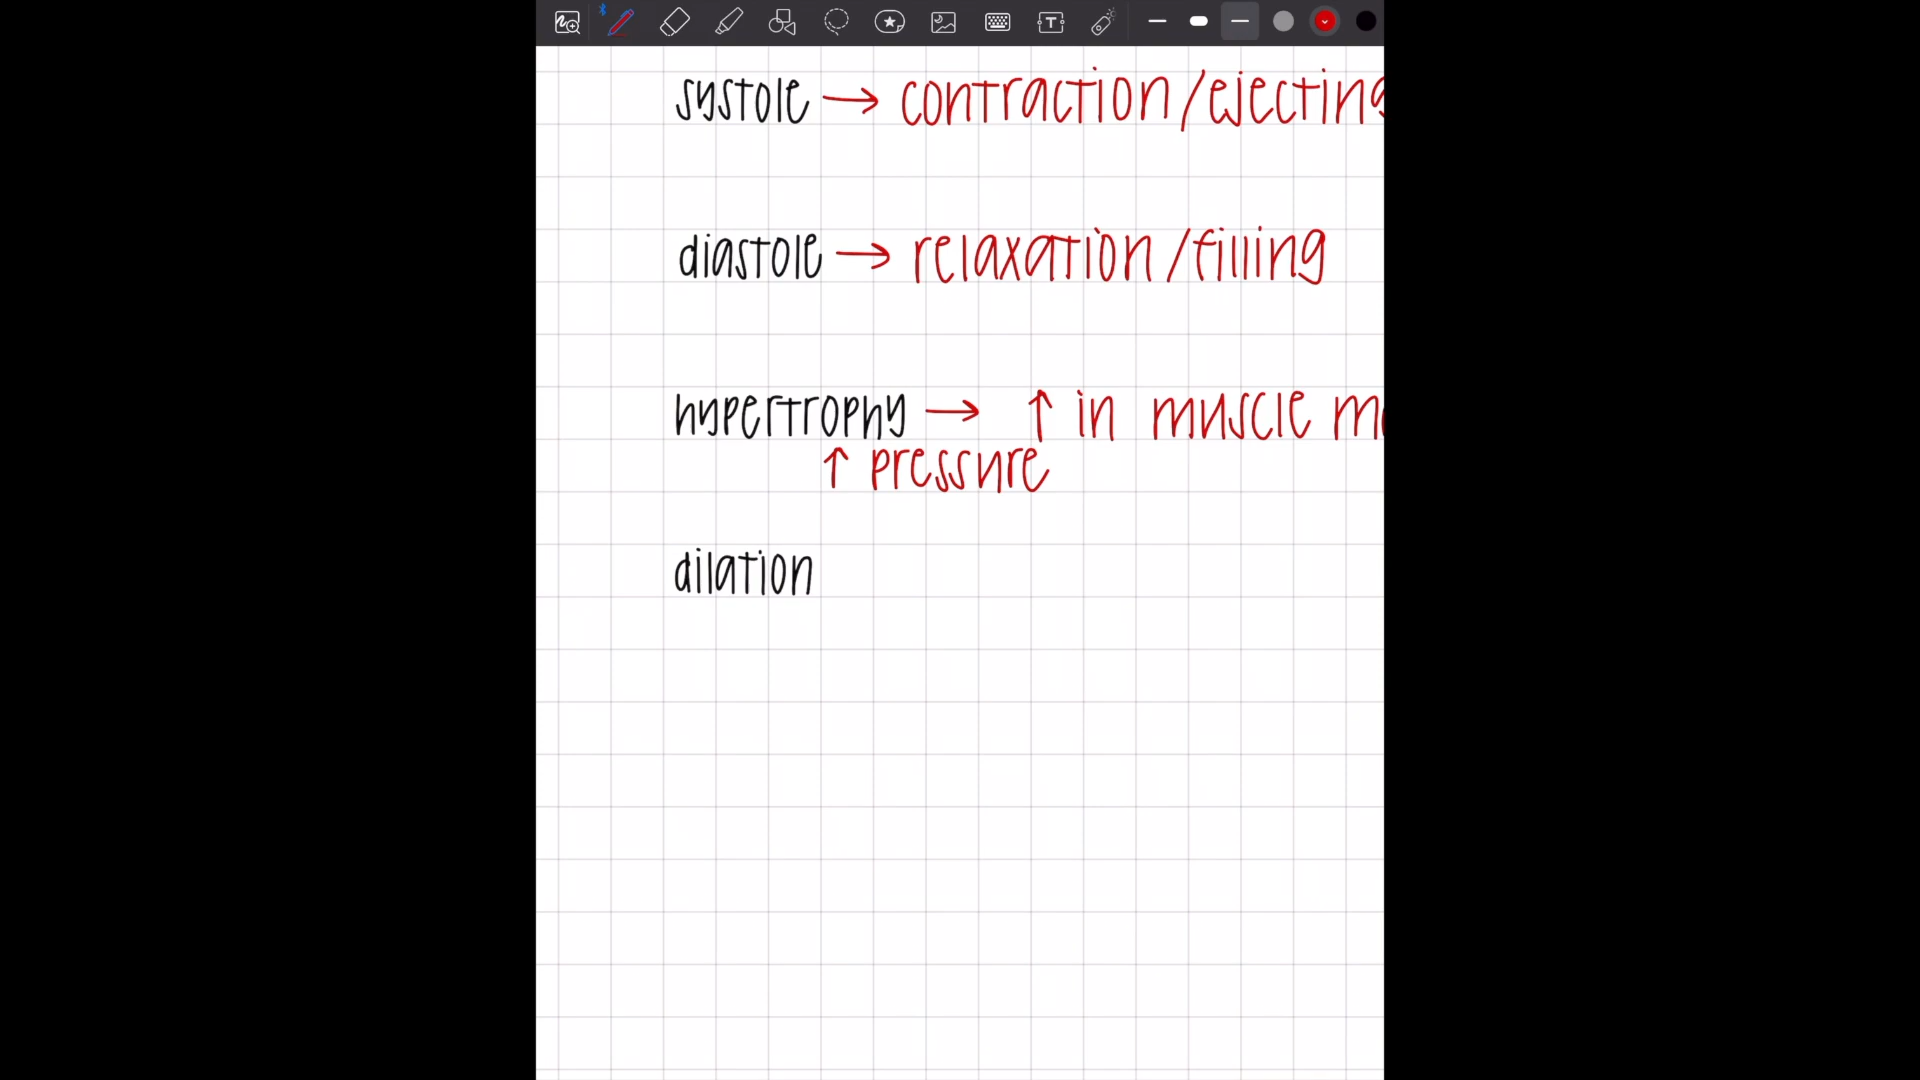 systole → contraction/ejecting
diastole → relaxation/filling
hypertrophy → ↑ in muscle
↑ pressure
dilation